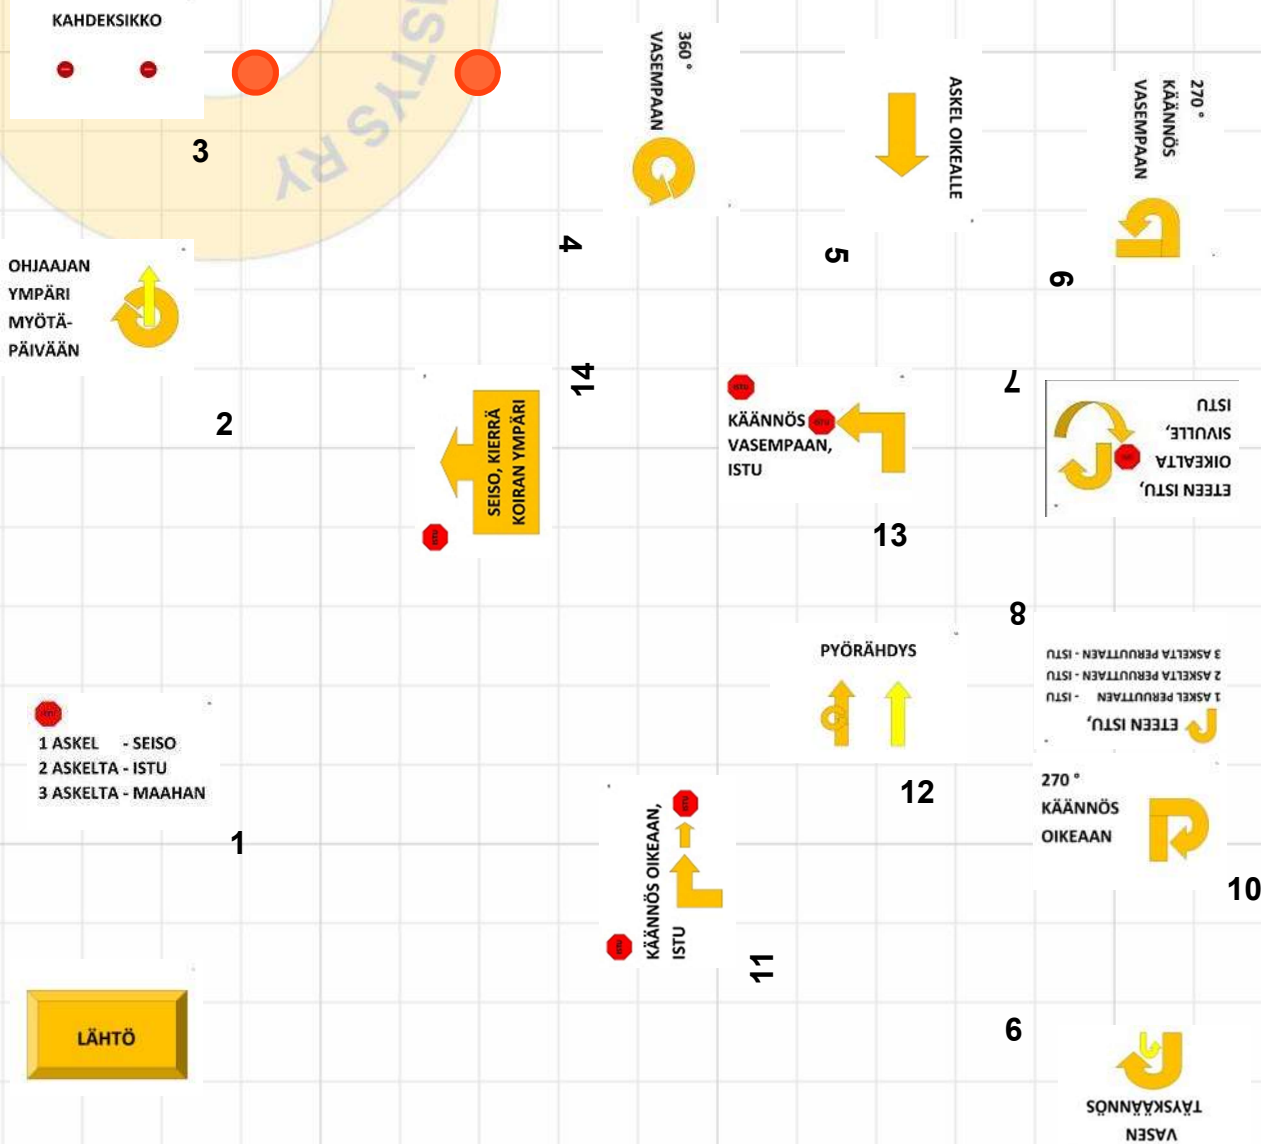 KAHDEKSIKKO
3
STYS RY
360 °
VASEMPAAN
4
ASKEL OIKEALLE
5
270 °
KÄÄNNÖS
VASEMPAAN
6
OHJAAJAN
YMPÄRI
MYÖTÄ-
PÄIVÄÄN
2
SEISO, KIERRÄ
KOIRAN YMPÄRI
14
KÄÄNNÖS
VASEMPAAN,
ISTU
13
7
ETEEN ISTU,
OIKEALTA
SIVULLE,
ISTU
8
ETEEN ISTU,
1 ASKEL PERUUTTAEN - ISTU
2 ASKELTA PERUUTTAEN - ISTU
3 ASKELTA PERUUTTAEN - ISTU
PYÖRÄHDYS
12
1 ASKEL - SEISO
2 ASKELTA - ISTU
3 ASKELTA - MAAHAN
1
270 °
KÄÄNNÖS
OIKEAAN
10
KÄÄNNÖS OIKEAAN,
ISTU
11
LÄHTÖ
9
VASEN
TÄYSKÄÄNNÖS